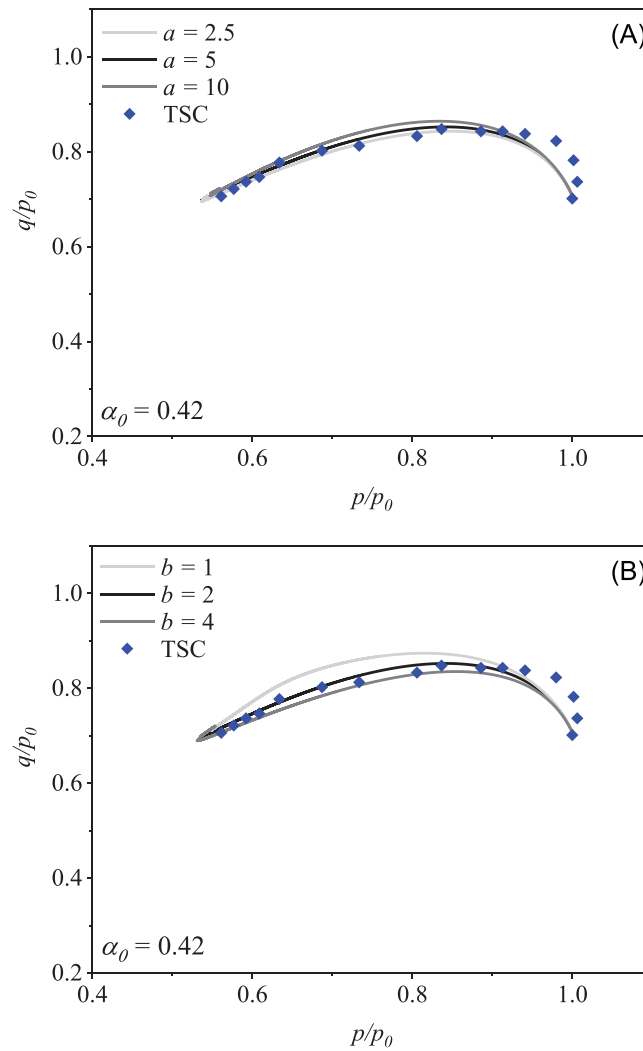 (A)
a = 2.5
a = 5
a = 10
TSC
1.0
0.8
0.6
0.4
0.2
q/p0
α0 = 0.42
0.4 0.6 0.8 1.0
p/p0
(B)
b = 1
b = 2
b = 4
TSC
1.0
0.8
0.6
0.4
0.2
q/p0
α0 = 0.42
0.4 0.6 0.8 1.0
p/p0